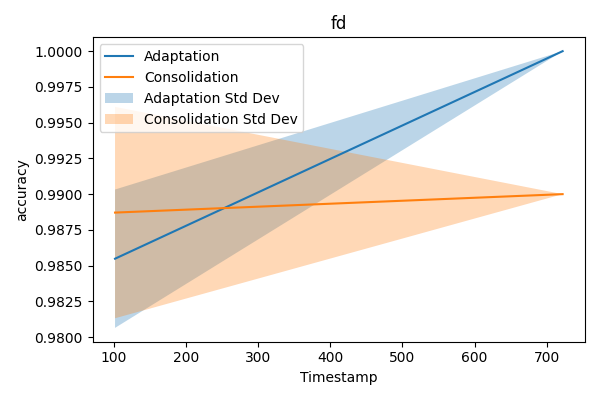 fd
Adaptation
Consolidation
Adaptation Std Dev
Consolidation Std Dev
accuracy
1.0000
0.9975
0.9950
0.9925
0.9900
0.9875
0.9850
0.9825
0.9800
100 200 300 400 500 600 700
Timestamp